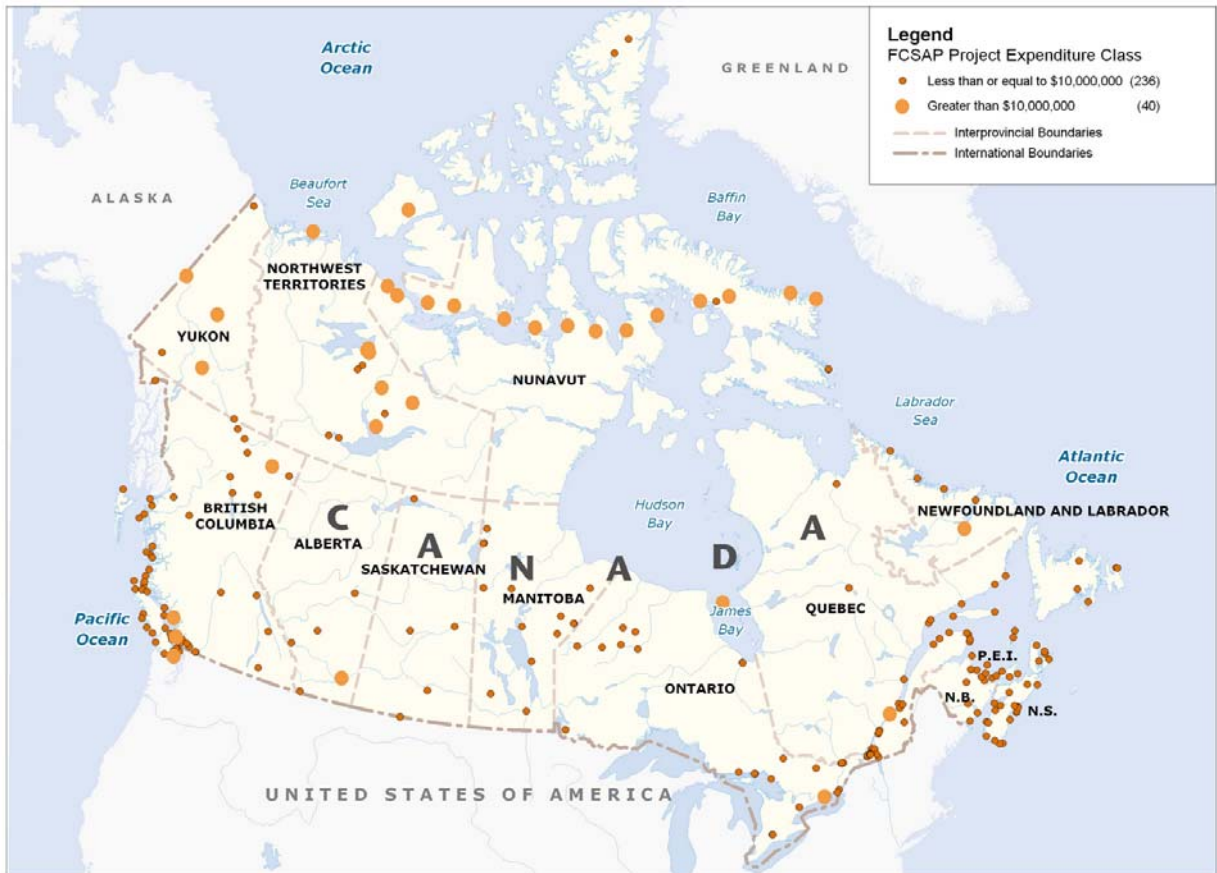 Legend
FCSAP Project Expenditure Class
Less than or equal to $10,000,000 (236)
Greater than $10,000,000 (40)
Interprovincial Boundaries
International Boundaries
Arctic
Ocean
GREENLAND
ALASKA
Beaufort
Sea
Baffin
Bay
NORTHWEST
TERRITORIES
YUKON
NUNAVUT
Labrador
Sea
Atlantic
Ocean
BRITISH
COLUMBIA
C A N A D A
ALBERTA
SASKATCHEWAN
MANITOBA
Hudson
Bay
NEWFOUNDLAND AND LABRADOR
James
Bay
QUEBEC
Pacific
Ocean
ONTARIO
P.E.I.
N.B.
N.S.
UNITED STATES OF AMERICA